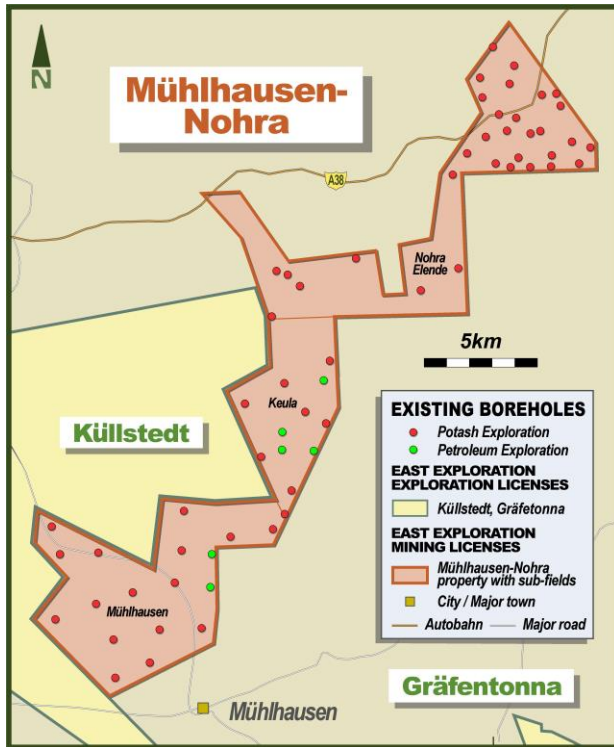 N
Mühlhausen-
Nohra
A38
Nohra
Elende
5km
Keula
Küllstedt
EXISTING BOREHOLES
Potash Exploration
Petroleum Exploration
EAST EXPLORATION
EXPLORATION LICENSES
Küllstedt, Gräfetonna
EAST EXPLORATION
MINING LICENSES
Mühlhausen-Nohra
property with sub-fields
City / Major town
Autobahn
Major road
Mühlhausen
Gräfentonna
Mühlhausen